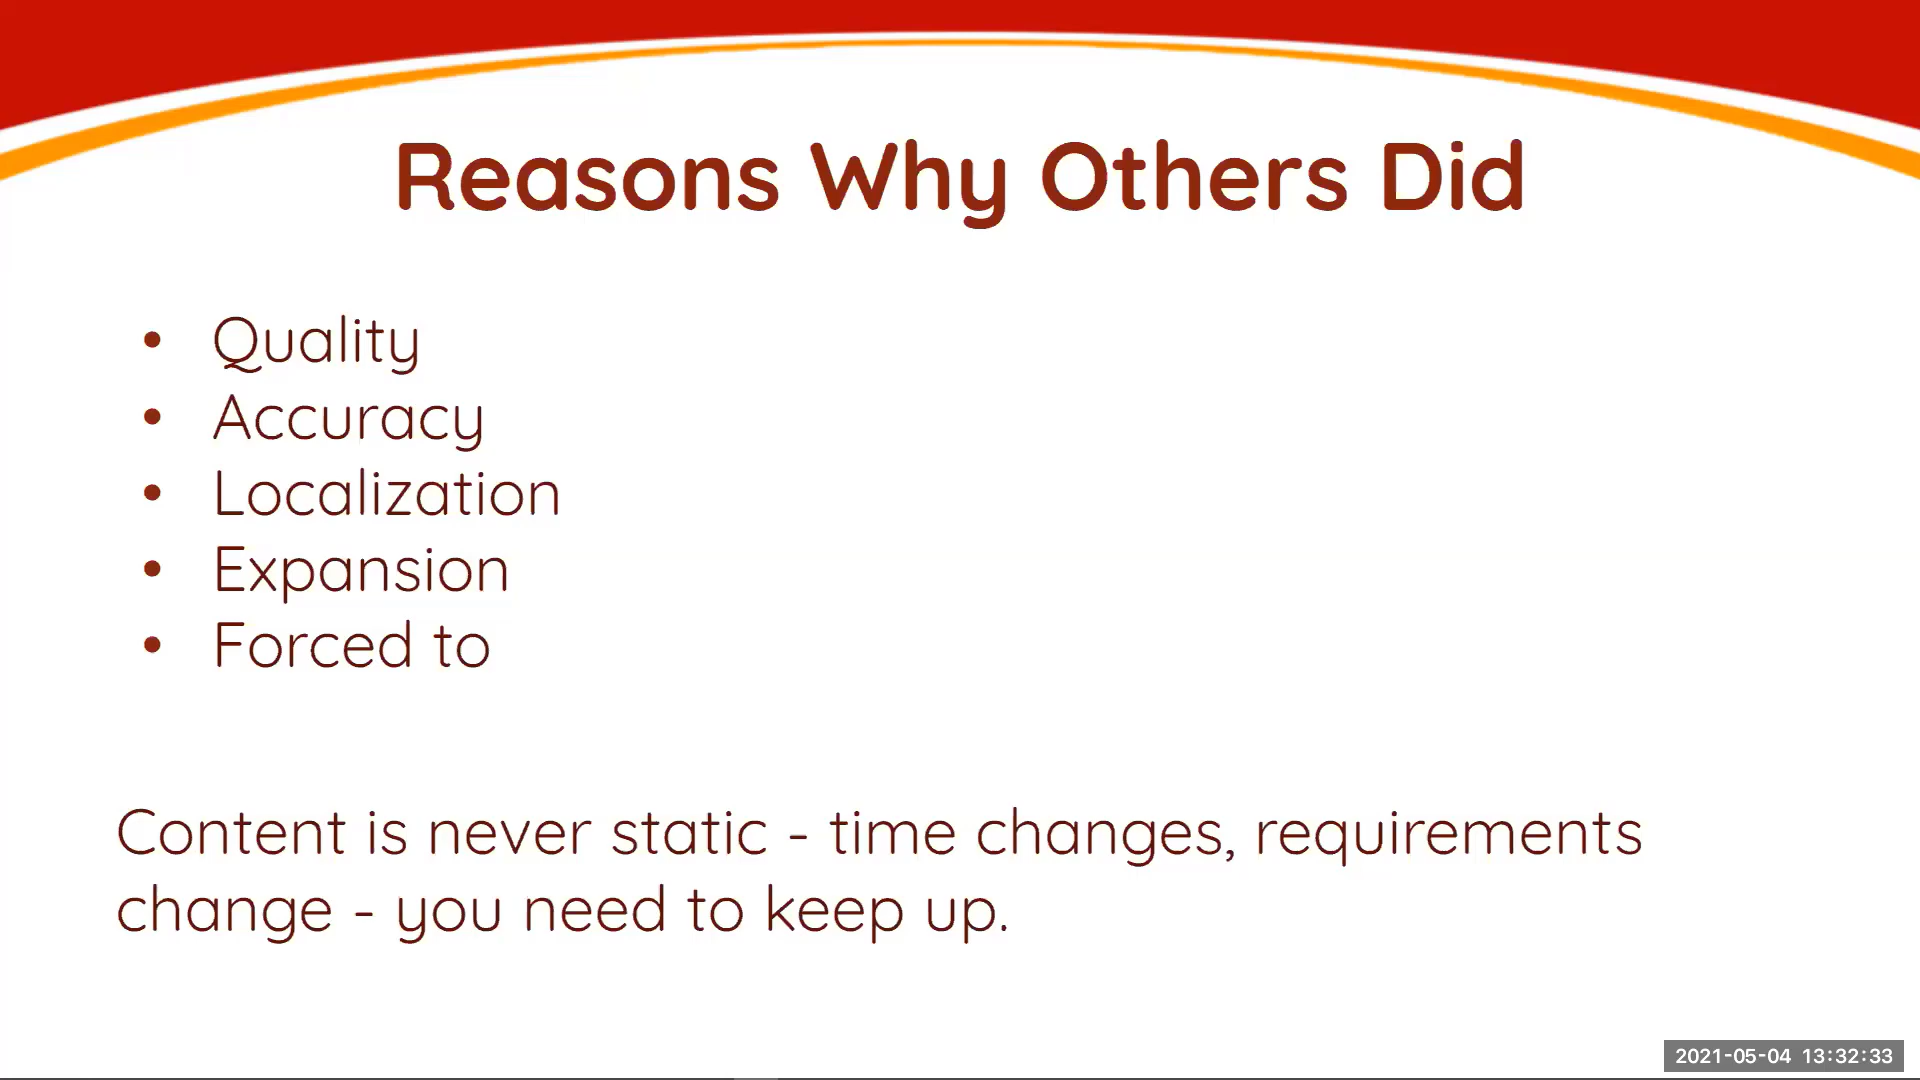 Reasons Why Others Did
• Quality
• Accuracy
• Localization
• Expansion
• Forced to
Content is never static - time changes, requirements
change - you need to keep up.
2021-05-04 13:32:33